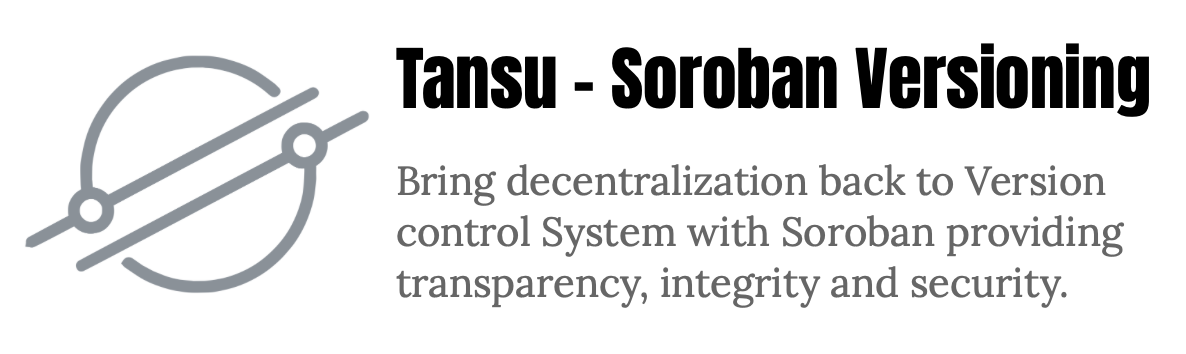 Tansu - Soroban Versioning
Bring decentralization back to Version
control System with Soroban providing
transparency, integrity and security.